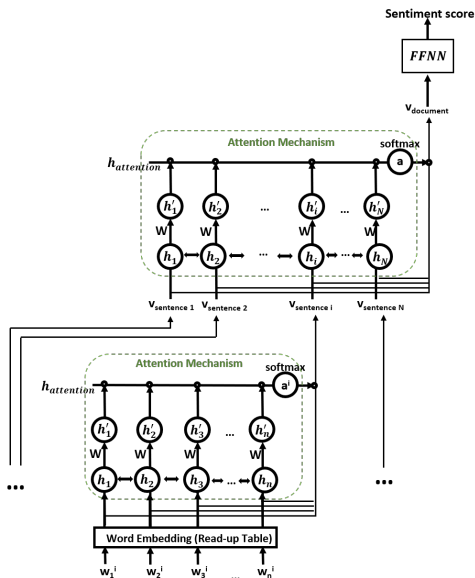 Sentiment score
FFNN
v_document
Attention Mechanism
softmax
h_attention
a
h'_1 h'_2 ... h'_i ... h'_N
W W W W
h_1 h_2 ... h_i ... h_N
v_sentence 1 v_sentence 2 v_sentence i v_sentence N
Attention Mechanism
softmax
h_attention
a^i
h'_1 h'_2 h'_3 ... h'_n
W W W W
h_1 h_2 h_3 ... h_n
... ...
Word Embedding (Read-up Table)
w_1^i w_2^i w_3^i ... w_n^i